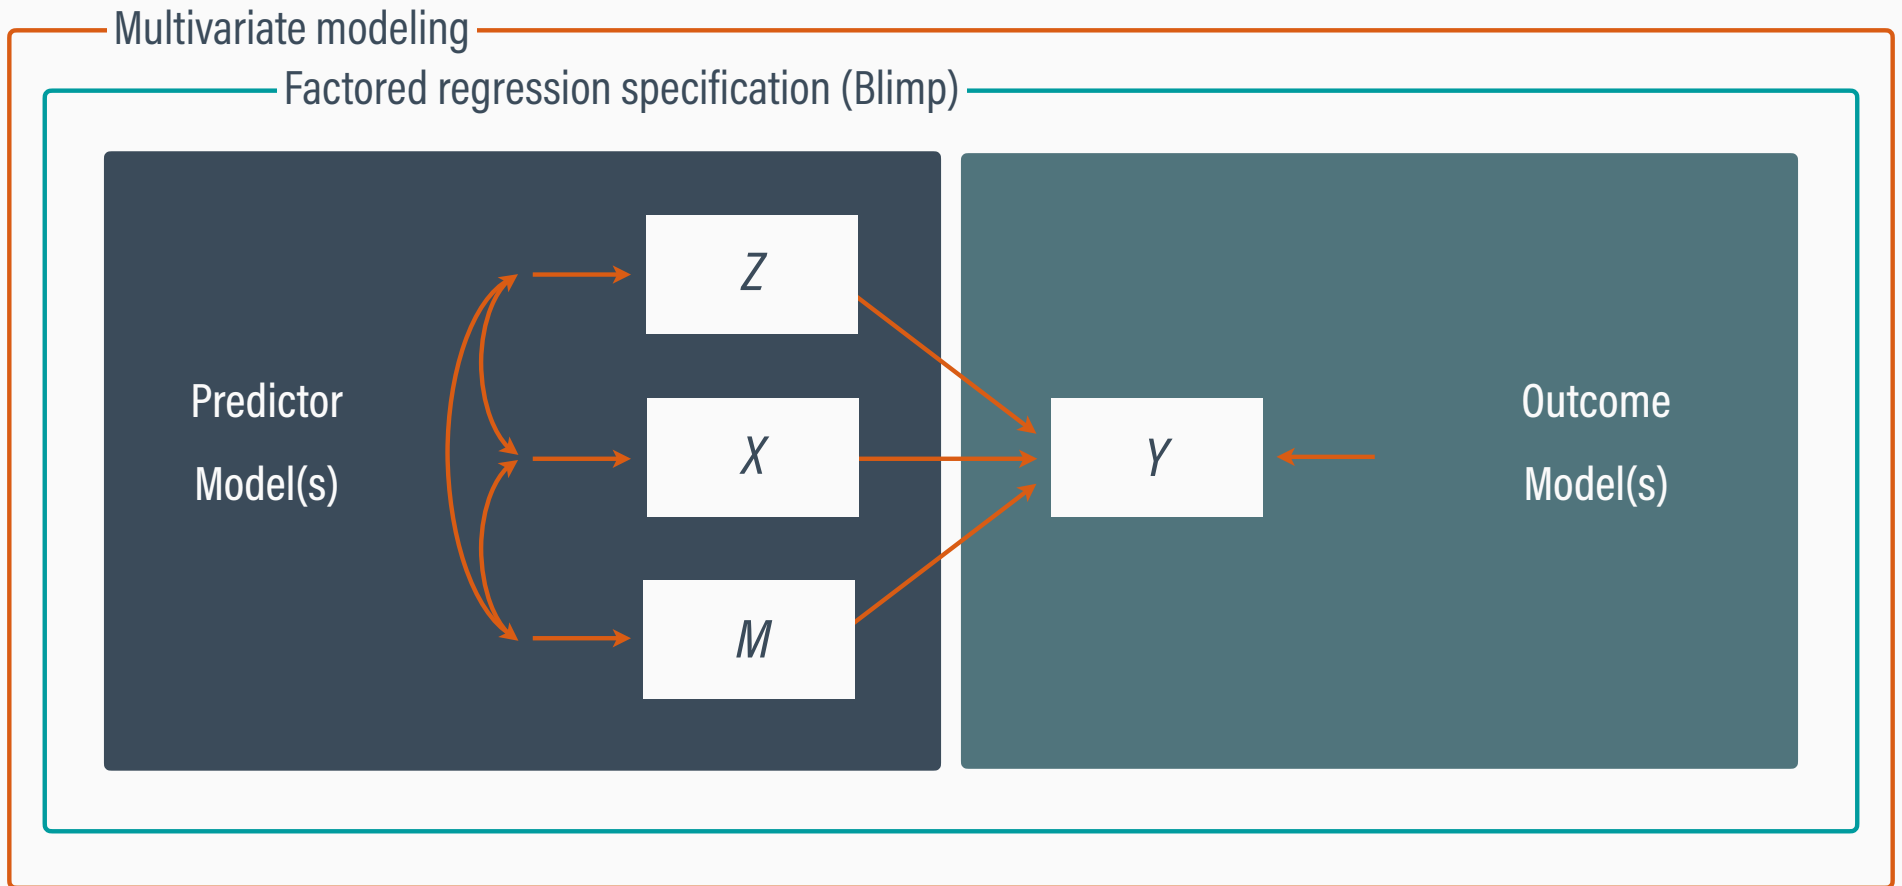 Multivariate modeling
Factored regression specification (Blimp)
Predictor
Model(s)
Z
X
M
Y
Outcome
Model(s)